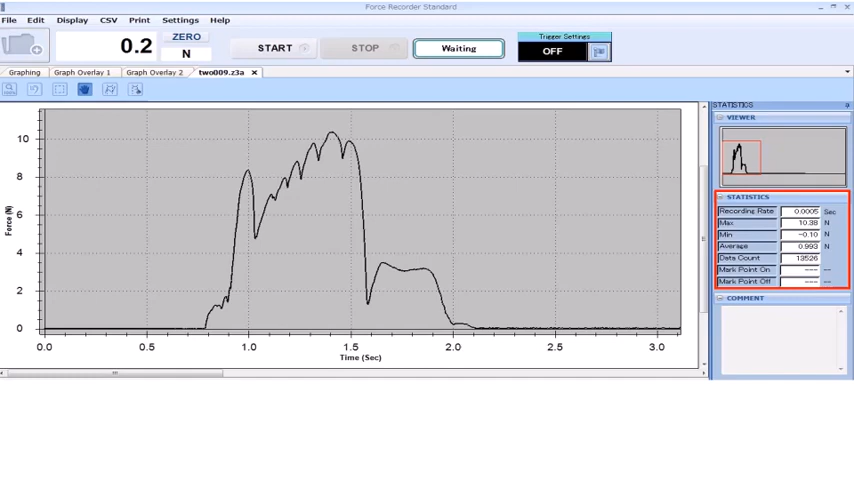 Force Recorder Standard
File Edit Display CSV Print Settings Help
0.2
ZERO
N
START
STOP
Waiting
Trigger Settings
OFF
Graphing Graph Overlay 1 Graph Overlay 2 two009.z3a
STATISTICS
VIEWER
STATISTICS
Recording Rate 0.0005 Sec
Max 10.38 N
Min -0.10 N
Average 0.993 N
Data Count 13526
Mark Point On --- --
Mark Point Off --- --
COMMENT
Force (N)
10
8
6
4
2
0
0.0 0.5 1.0 1.5 2.0 2.5 3.0
Time (Sec)